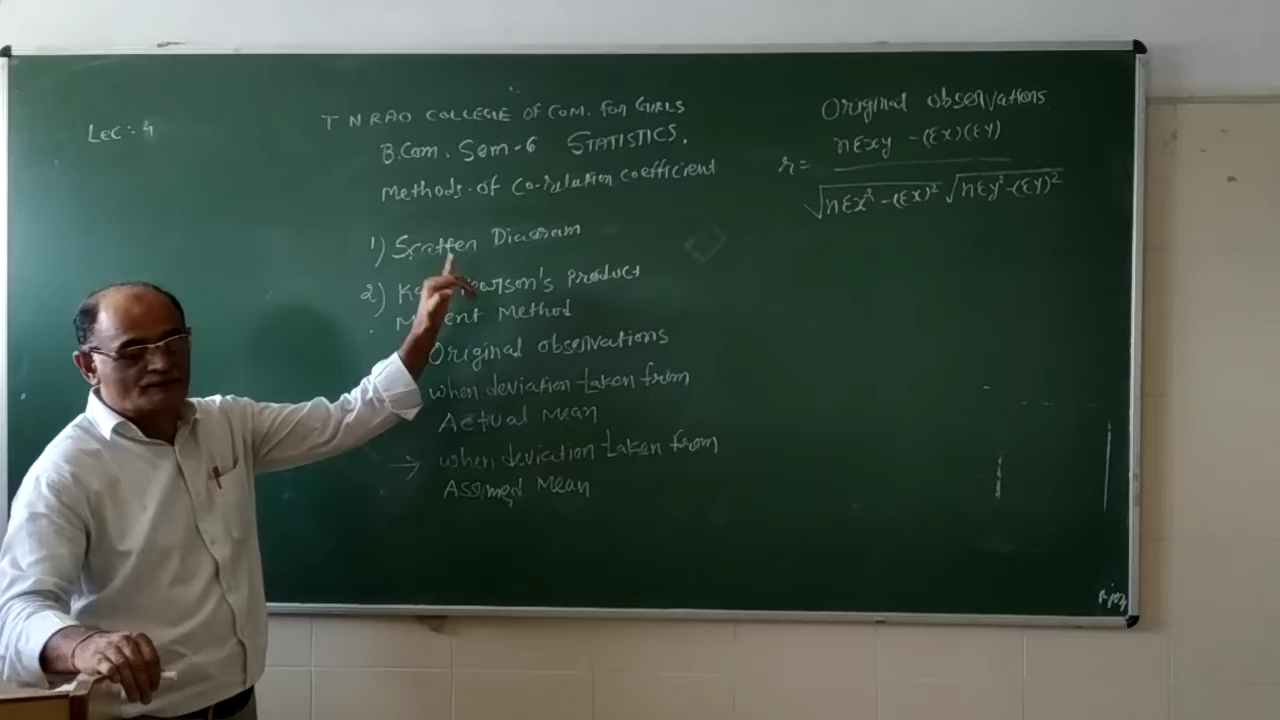 Lec: 4
T N RAO COLLEGE OF COM. FOR GIRLS
B.Com. Sem-6 STATISTICS.
Methods of Co-relation coefficient
1) Scatter Diagram
2) Pearson's Product
Method
Original observations
when deviation taken from
Actual Mean
→ when deviation taken from
Assumed Mean
Original observations
r = nΣxy - (Σx)(Σy)
√nΣx² - (Σx)² √nΣy² - (Σy)²